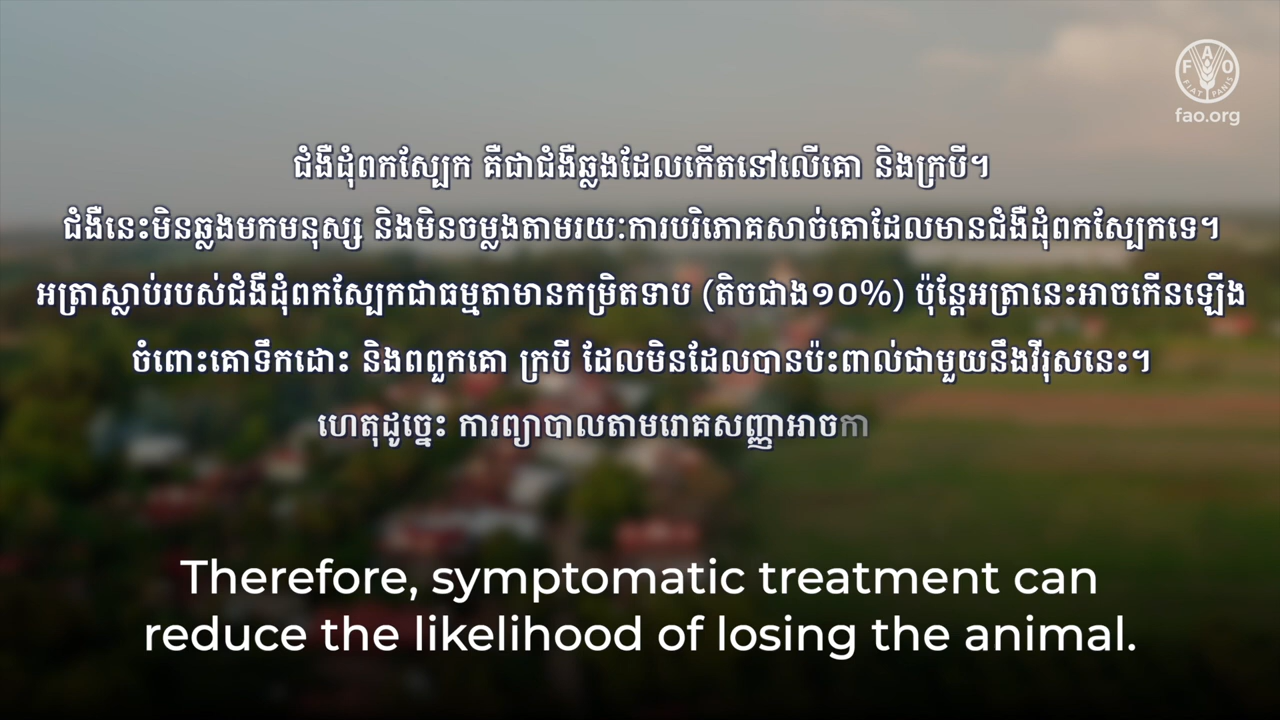 FAO
FIAT PANIS
fao.org
ជំងឺដុំពកស្បែក គឺជាជំងឺឆ្លងដែលកើតនៅលើគោ និងក្របី។
ជំងឺនេះមិនឆ្លងមកមនុស្ស និងមិនចម្លងតាមរយៈការបរិភោគសាច់គោដែលមានជំងឺដុំពកស្បែកទេ។
អត្រាស្លាប់របស់ជំងឺដុំពកស្បែកជាធម្មតាមានកម្រិតទាប (តិចជាង១០%) ប៉ុន្តែអត្រានេះអាចកើនឡើង
ចំពោះគោទឹកដោះ និងពពួកគោ ក្របី ដែលមិនដែលបានប៉ះពាល់ជាមួយនឹងវីរុសនេះ។
ហេតុដូច្នេះ ការព្យាបាលតាមរោគសញ្ញាអាចកា
Therefore, symptomatic treatment can
reduce the likelihood of losing the animal.